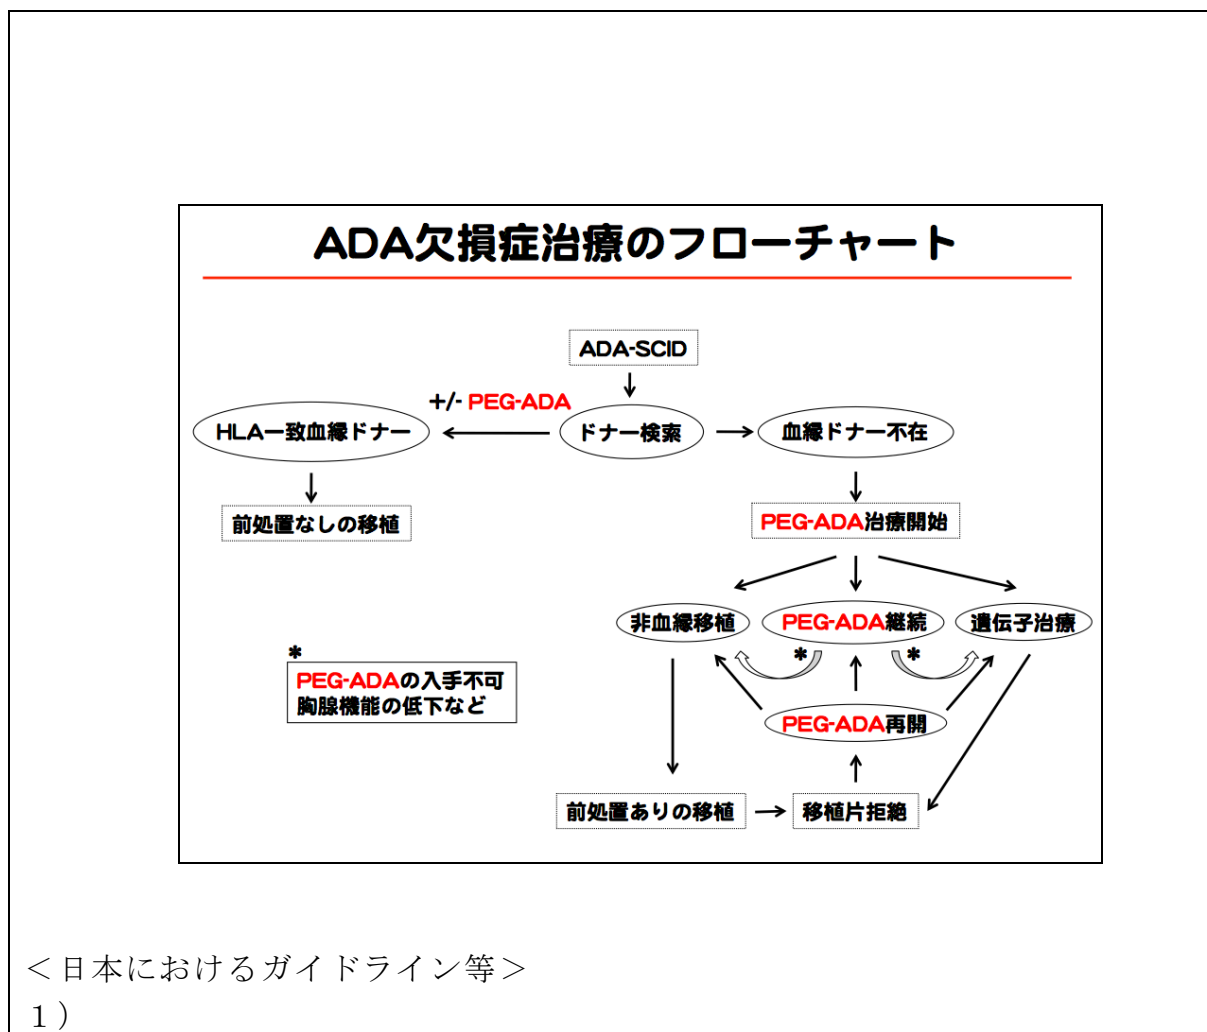 ADA欠損症治療のフローチャート
ADA-SCID
+/- PEG-ADA
HLA一致血縁ドナー
ドナー検索
血縁ドナー不在
前処置なしの移植
PEG-ADA治療開始
非血縁移植
PEG-ADA継続
遺伝子治療
*
*
*
PEG-ADAの入手不可
胸腺機能の低下など
PEG-ADA再開
前処置ありの移植
移植片拒絶
＜日本におけるガイドライン等＞
１）